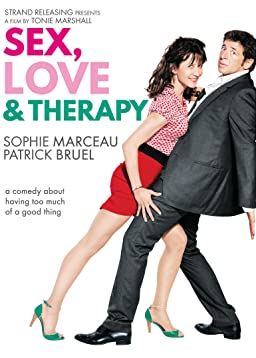 STRAND RELEASING PRESENTS
A FILM BY TONIE MARSHALL
SEX,
LOVE
& THERAPY
SOPHIE MARCEAU
PATRICK BRUEL
a comedy about
having too much
of a good thing